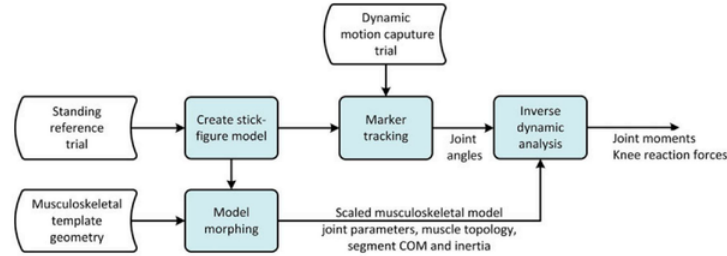 Dynamic
motion caputure
trial
Standing
reference
trial
Create stick-
figure model
Marker
tracking
Joint
angles
Inverse
dynamic
analysis
Joint moments
Knee reaction forces
Musculoskeletal
template
geometry
Model
morphing
Scaled musculoskeletal model
joint parameters, muscle topology,
segment COM and inertia